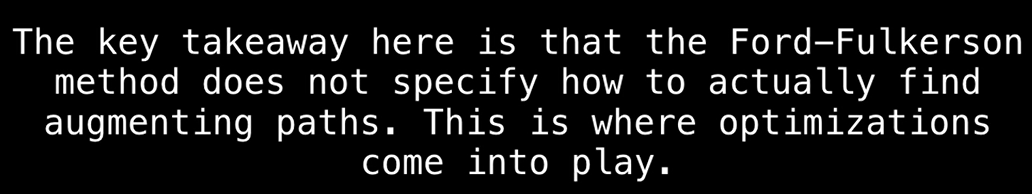 The key takeaway here is that the Ford-Fulkerson
method does not specify how to actually find
augmenting paths. This is where optimizations
come into play.